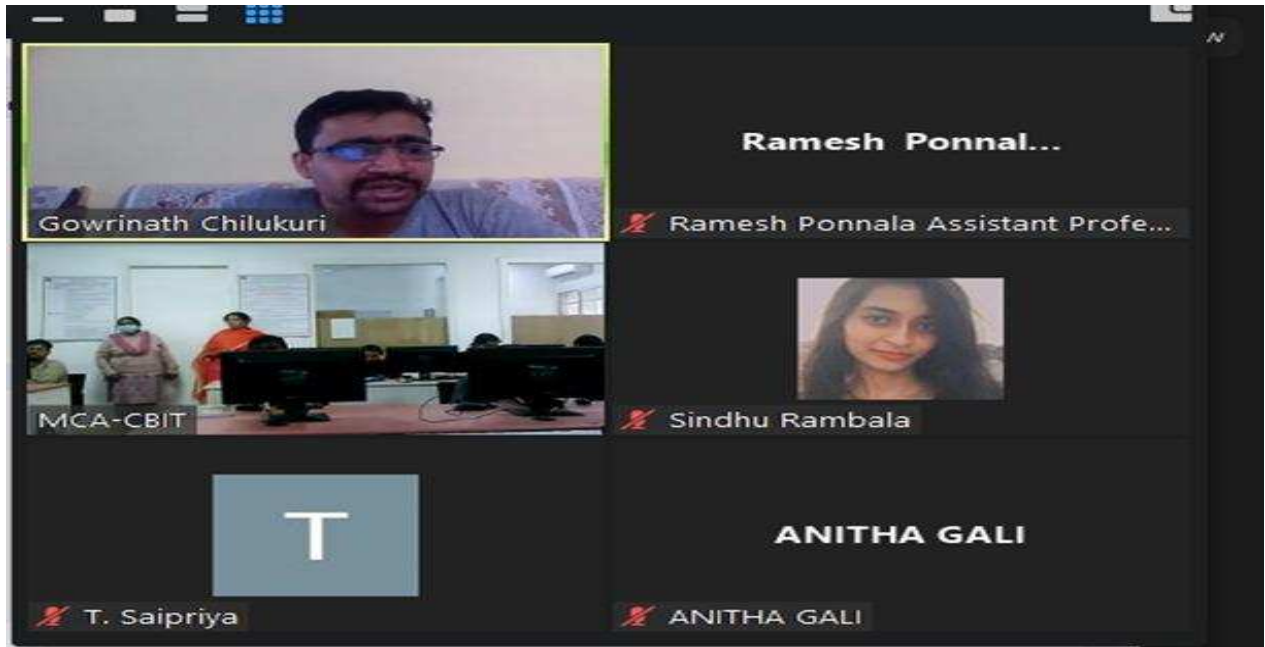 Ramesh Ponnal...
Gowrinath Chilukuri
Ramesh Ponnala Assistant Profe...
MCA-CBIT
Sindhu Rambala
T
ANITHA GALI
T. Saipriya
ANITHA GALI